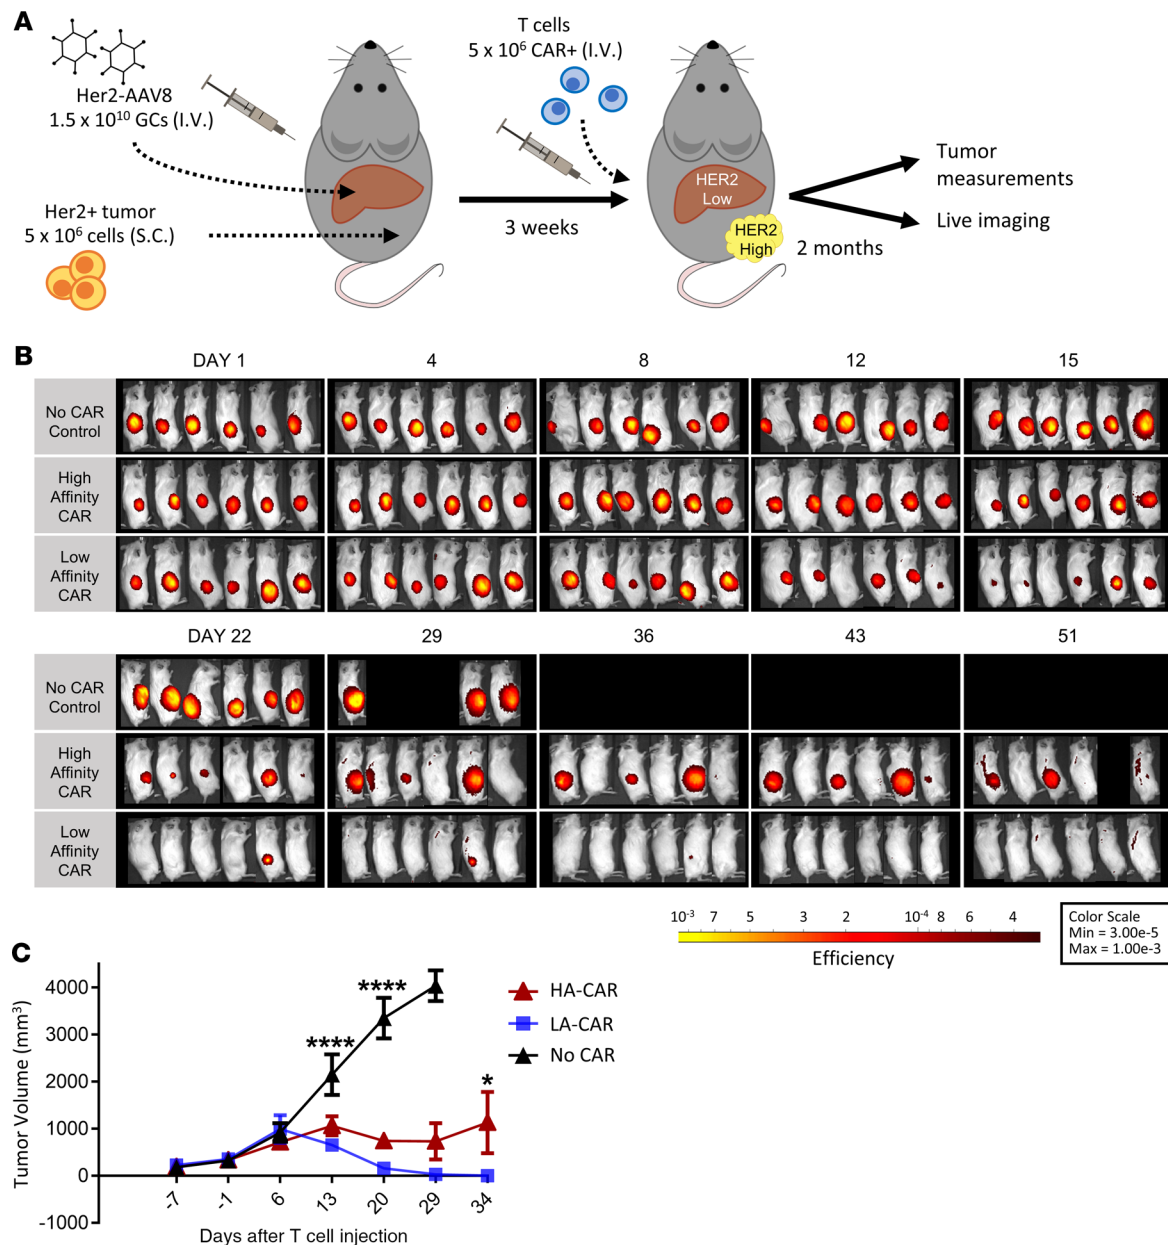 A
Her2-AAV8
1.5 x 10¹⁰ GCs (I.V.)
Her2+ tumor
5 x 10⁶ cells (S.C.)
T cells
5 x 10⁶ CAR+ (I.V.)
3 weeks
HER2
Low
HER2
High
2 months
Tumor
measurements
Live imaging
B
DAY 1 4 8 12 15
No CAR
Control
High
Affinity
CAR
Low
Affinity
CAR
DAY 22 29 36 43 51
No CAR
Control
High
Affinity
CAR
Low
Affinity
CAR
10⁻³ 7 5 3 2 10⁻⁴ 8 6 4
Efficiency
Color Scale
Min = 3.00e-5
Max = 1.00e-3
C
Tumor Volume (mm³)
4000
3000
2000
1000
0
-1000
****
****
*
HA-CAR
LA-CAR
No CAR
-7 -1 6 13 20 29 34
Days after T cell injection